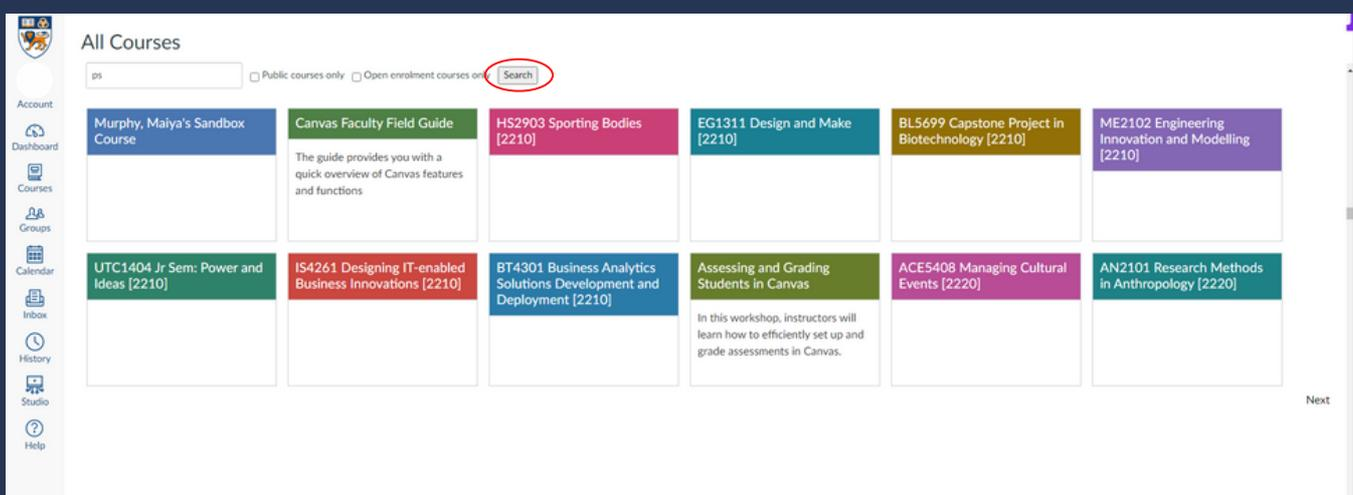 All Courses
ps
Public courses only
Open enrolment courses only
Search
Account
Dashboard
Courses
Groups
Calendar
Inbox
History
Studio
Help
Murphy, Maiya's Sandbox
Course
Canvas Faculty Field Guide
The guide provides you with a
quick overview of Canvas features
and functions
HS2903 Sporting Bodies
[2210]
EG1311 Design and Make
[2210]
BL5699 Capstone Project in
Biotechnology [2210]
ME2102 Engineering
Innovation and Modelling
[2210]
UTC1404 Jr Sem: Power and
Ideas [2210]
IS4261 Designing IT-enabled
Business Innovations [2210]
BT4301 Business Analytics
Solutions Development and
Deployment [2210]
Assessing and Grading
Students in Canvas
In this workshop, instructors will
learn how to efficiently set up and
grade assessments in Canvas.
ACE5408 Managing Cultural
Events [2220]
AN2101 Research Methods
in Anthropology [2220]
Next